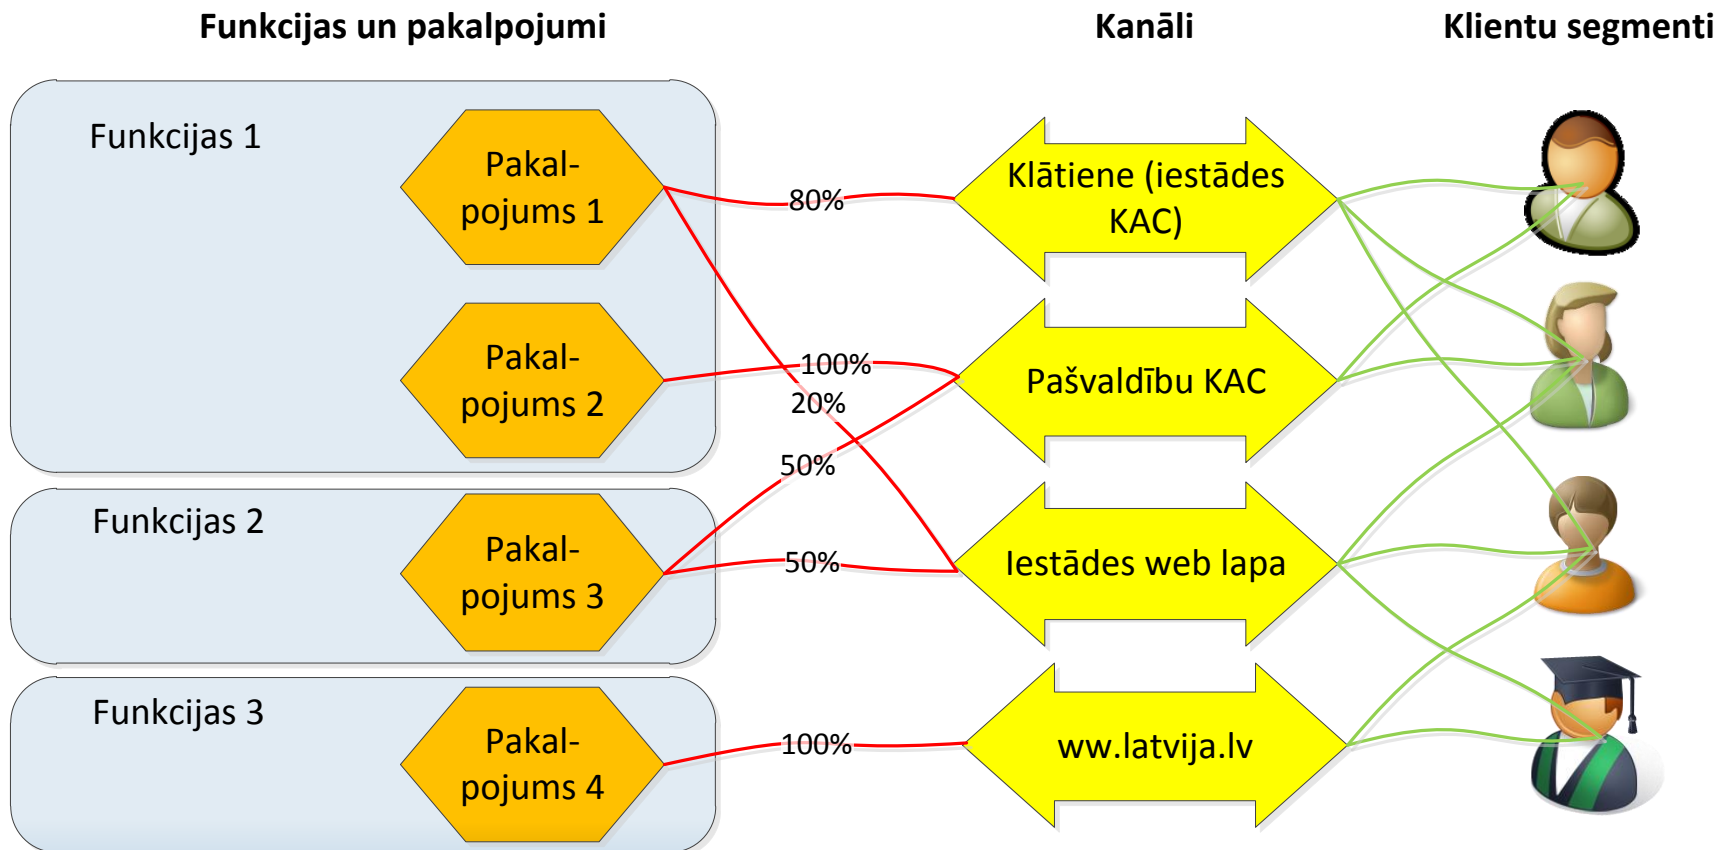 Funkcijas un pakalpojumi
Kanāli
Klientu segmenti
Funkcijas 1
Pakal-
pojums 1
80%
Klātiene (iestādes
KAC)
Pakal-
pojums 2
100%
20%
Pašvaldību KAC
50%
Funkcijas 2
Pakal-
pojums 3
50%
Iestādes web lapa
Funkcijas 3
Pakal-
pojums 4
100%
ww.latvija.lv